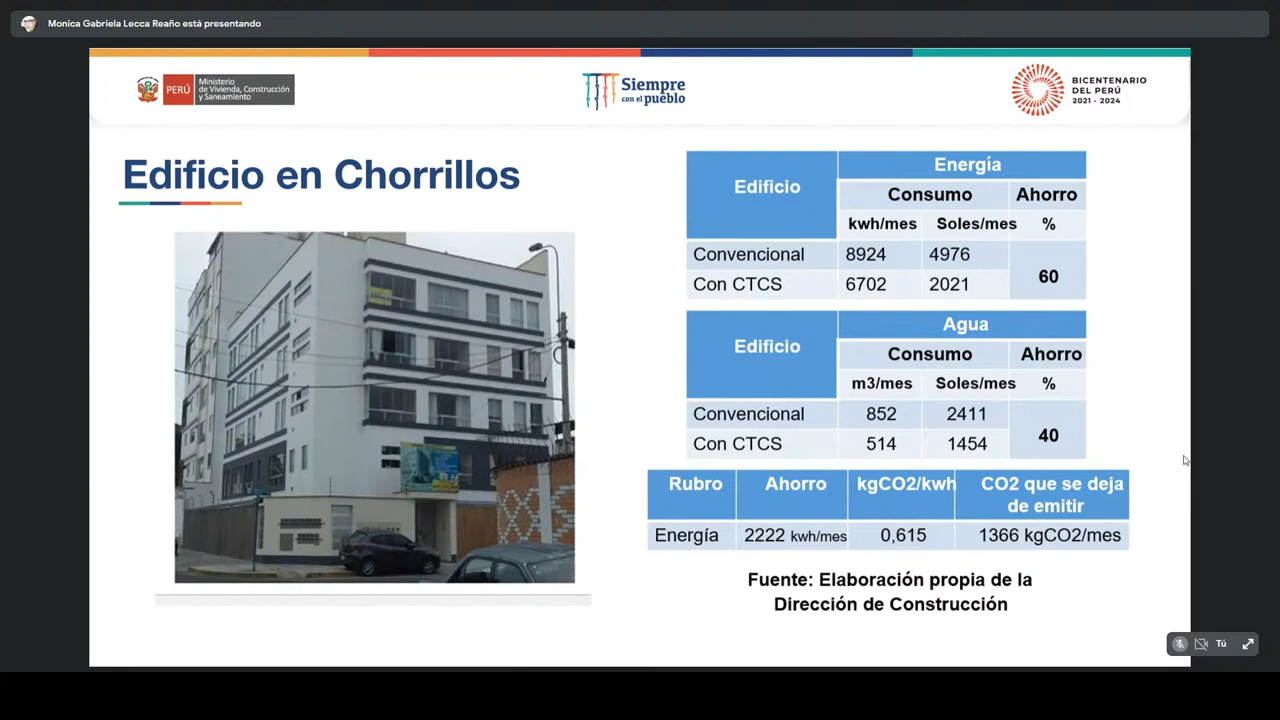 Monica Gabriela Lecca Reaño está presentando
PERÚ
Ministerio
de Vivienda, Construcción
y Saneamiento
Siempre
con el pueblo
BICENTENARIO
DEL PERÚ
2021 - 2024
Edificio en Chorrillos
Edificio Energía
Consumo Ahorro
kwh/mes Soles/mes %
Convencional 8924 4976
60
Con CTCS 6702 2021
Edificio Agua
Consumo Ahorro
m3/mes Soles/mes %
Convencional 852 2411
40
Con CTCS 514 1454
Rubro Ahorro kgCO2/kwh CO2 que se deja
de emitir
Energía 2222 kwh/mes 0,615 1366 kgCO2/mes
Fuente: Elaboración propia de la
Dirección de Construcción
Tú